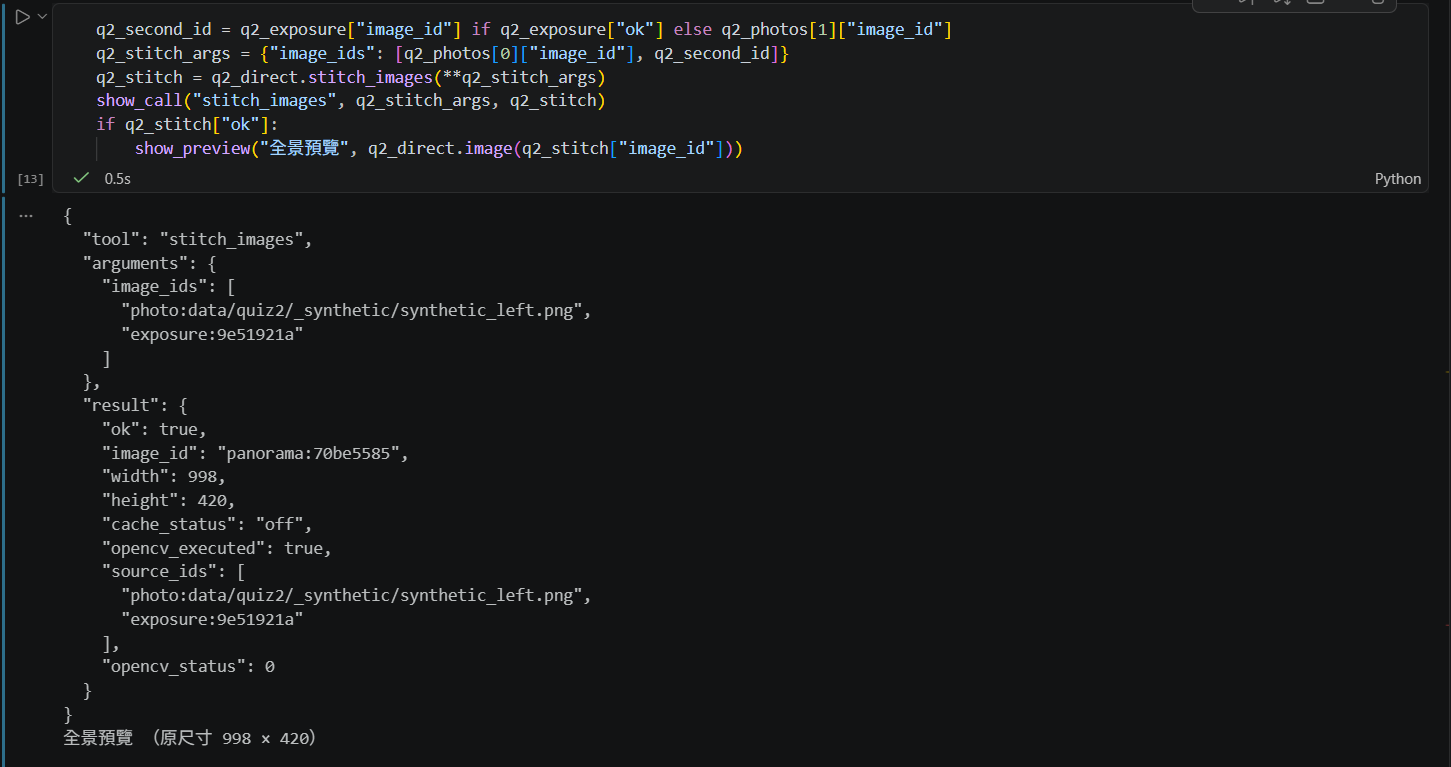 q2_second_id = q2_exposure["image_id"] if q2_exposure["ok"] else q2_photos[1]["image_id"]
q2_stitch_args = {"image_ids": [q2_photos[0]["image_id"], q2_second_id]}
q2_stitch = q2_direct.stitch_images(**q2_stitch_args)
show_call("stitch_images", q2_stitch_args, q2_stitch)
if q2_stitch["ok"]:
    show_preview("全景預覽", q2_direct.image(q2_stitch["image_id"]))
[13] 0.5s Python
{
  "tool": "stitch_images",
  "arguments": {
    "image_ids": [
      "photo:data/quiz2/_synthetic/synthetic_left.png",
      "exposure:9e51921a"
    ]
  },
  "result": {
    "ok": true,
    "image_id": "panorama:70be5585",
    "width": 998,
    "height": 420,
    "cache_status": "off",
    "opencv_executed": true,
    "source_ids": [
      "photo:data/quiz2/_synthetic/synthetic_left.png",
      "exposure:9e51921a"
    ],
    "opencv_status": 0
  }
}
全景預覽 （原尺寸 998 × 420）